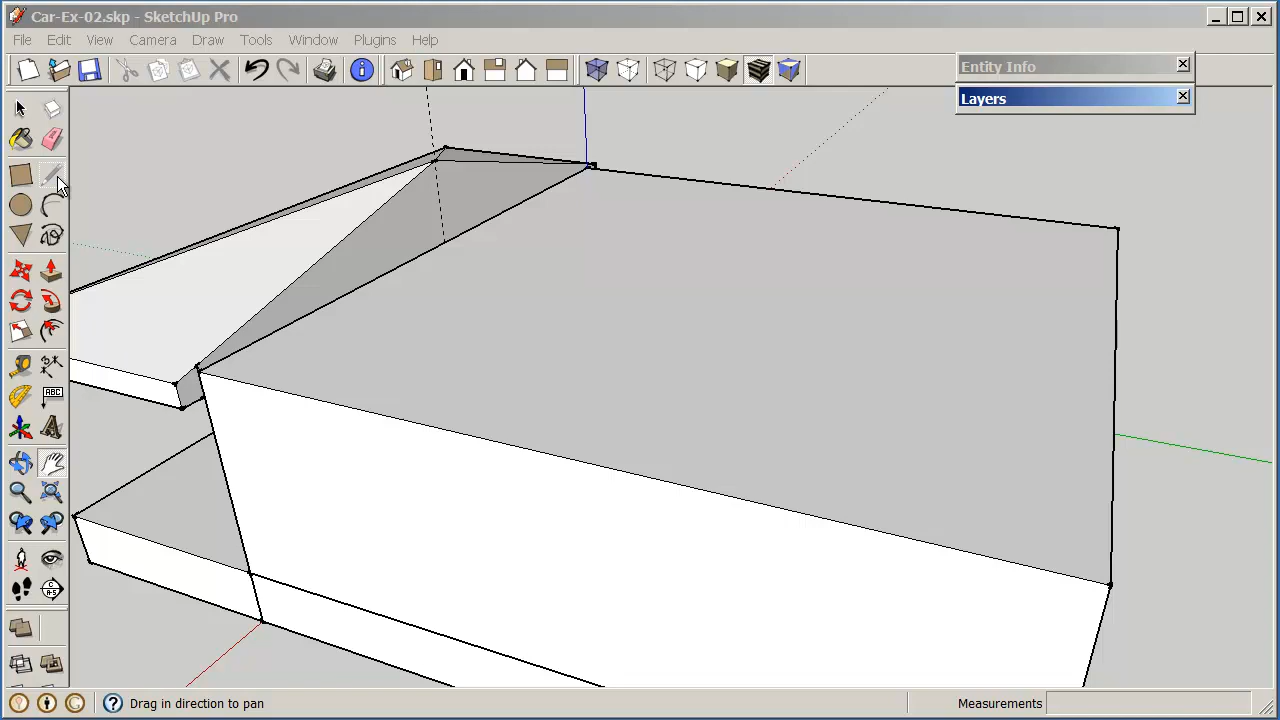 Car-Ex-02.skp - SketchUp Pro
File Edit View Camera Draw Tools Window Plugins Help
Entity Info
Layers
ABC
Drag in direction to pan
Measurements